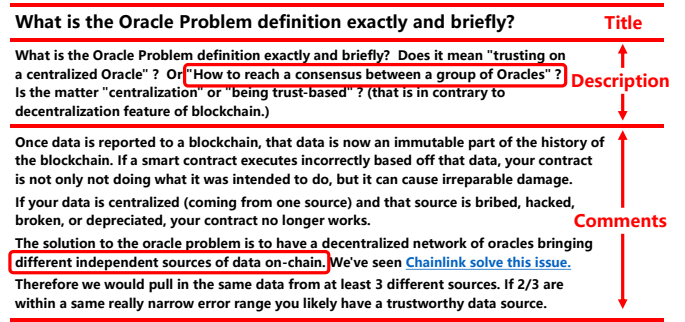 What is the Oracle Problem definition exactly and briefly? Title
What is the Oracle Problem definition exactly and briefly? Does it mean "trusting on
a centralized Oracle" ? Or "How to reach a consensus between a group of Oracles" ?
Description
Is the matter "centralization" or "being trust-based" ? (that is in contrary to
decentralization feature of blockchain.)
Once data is reported to a blockchain, that data is now an immutable part of the history of
the blockchain. If a smart contract executes incorrectly based off that data, your contract
is not only not doing what it was intended to do, but it can cause irreparable damage.
If your data is centralized (coming from one source) and that source is bribed, hacked,
broken, or depreciated, your contract no longer works.
Comments
The solution to the oracle problem is to have a decentralized network of oracles bringing
different independent sources of data on-chain. We've seen Chainlink solve this issue.
Therefore we would pull in the same data from at least 3 different sources. If 2/3 are
within a same really narrow error range you likely have a trustworthy data source.